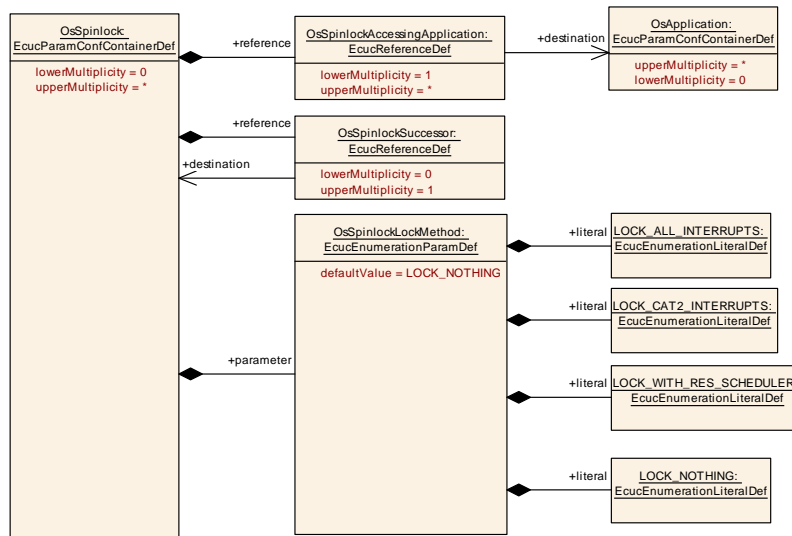 OsSpinlock:
EcucParamConfContainerDef
lowerMultiplicity = 0
upperMultiplicity = *
+reference
OsSpinlockAccessingApplication:
EcucReferenceDef
lowerMultiplicity = 1
upperMultiplicity = *
+destination
OsApplication:
EcucParamConfContainerDef
upperMultiplicity = *
lowerMultiplicity = 0
+reference
+destination
OsSpinlockSuccessor:
EcucReferenceDef
lowerMultiplicity = 0
upperMultiplicity = 1
+parameter
OsSpinlockLockMethod:
EcucEnumerationParamDef
defaultValue = LOCK_NOTHING
+literal
LOCK_ALL_INTERRUPTS:
EcucEnumerationLiteralDef
+literal
LOCK_CAT2_INTERRUPTS:
EcucEnumerationLiteralDef
+literal
LOCK_WITH_RES_SCHEDULER
EcucEnumerationLiteralDef
+literal
LOCK_NOTHING:
EcucEnumerationLiteralDef